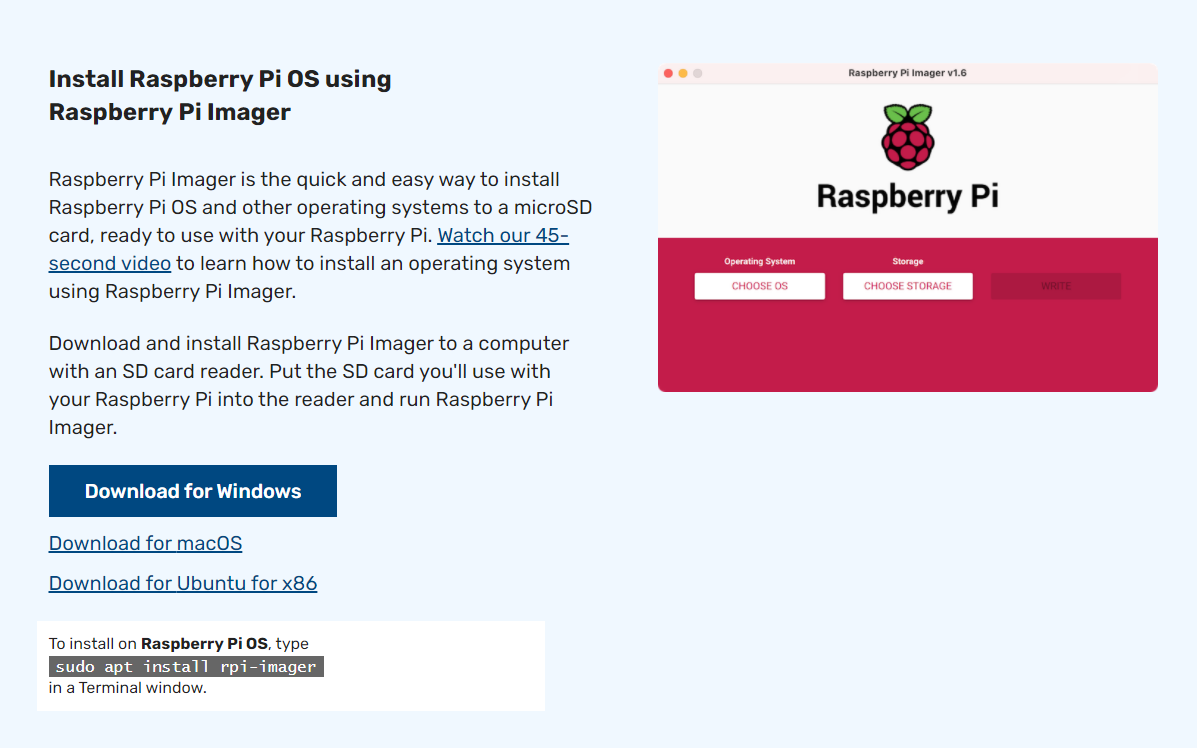 Install Raspberry Pi OS using
Raspberry Pi Imager
Raspberry Pi Imager is the quick and easy way to install
Raspberry Pi OS and other operating systems to a microSD
card, ready to use with your Raspberry Pi. Watch our 45-
second video to learn how to install an operating system
using Raspberry Pi Imager.
Download and install Raspberry Pi Imager to a computer
with an SD card reader. Put the SD card you'll use with
your Raspberry Pi into the reader and run Raspberry Pi
Imager.
Download for Windows
Download for macOS
Download for Ubuntu for x86
To install on Raspberry Pi OS, type
sudo apt install rpi-imager
in a Terminal window.
Raspberry Pi Imager v1.6
Raspberry Pi
Operating System
Storage
CHOOSE OS
CHOOSE STORAGE
WRITE